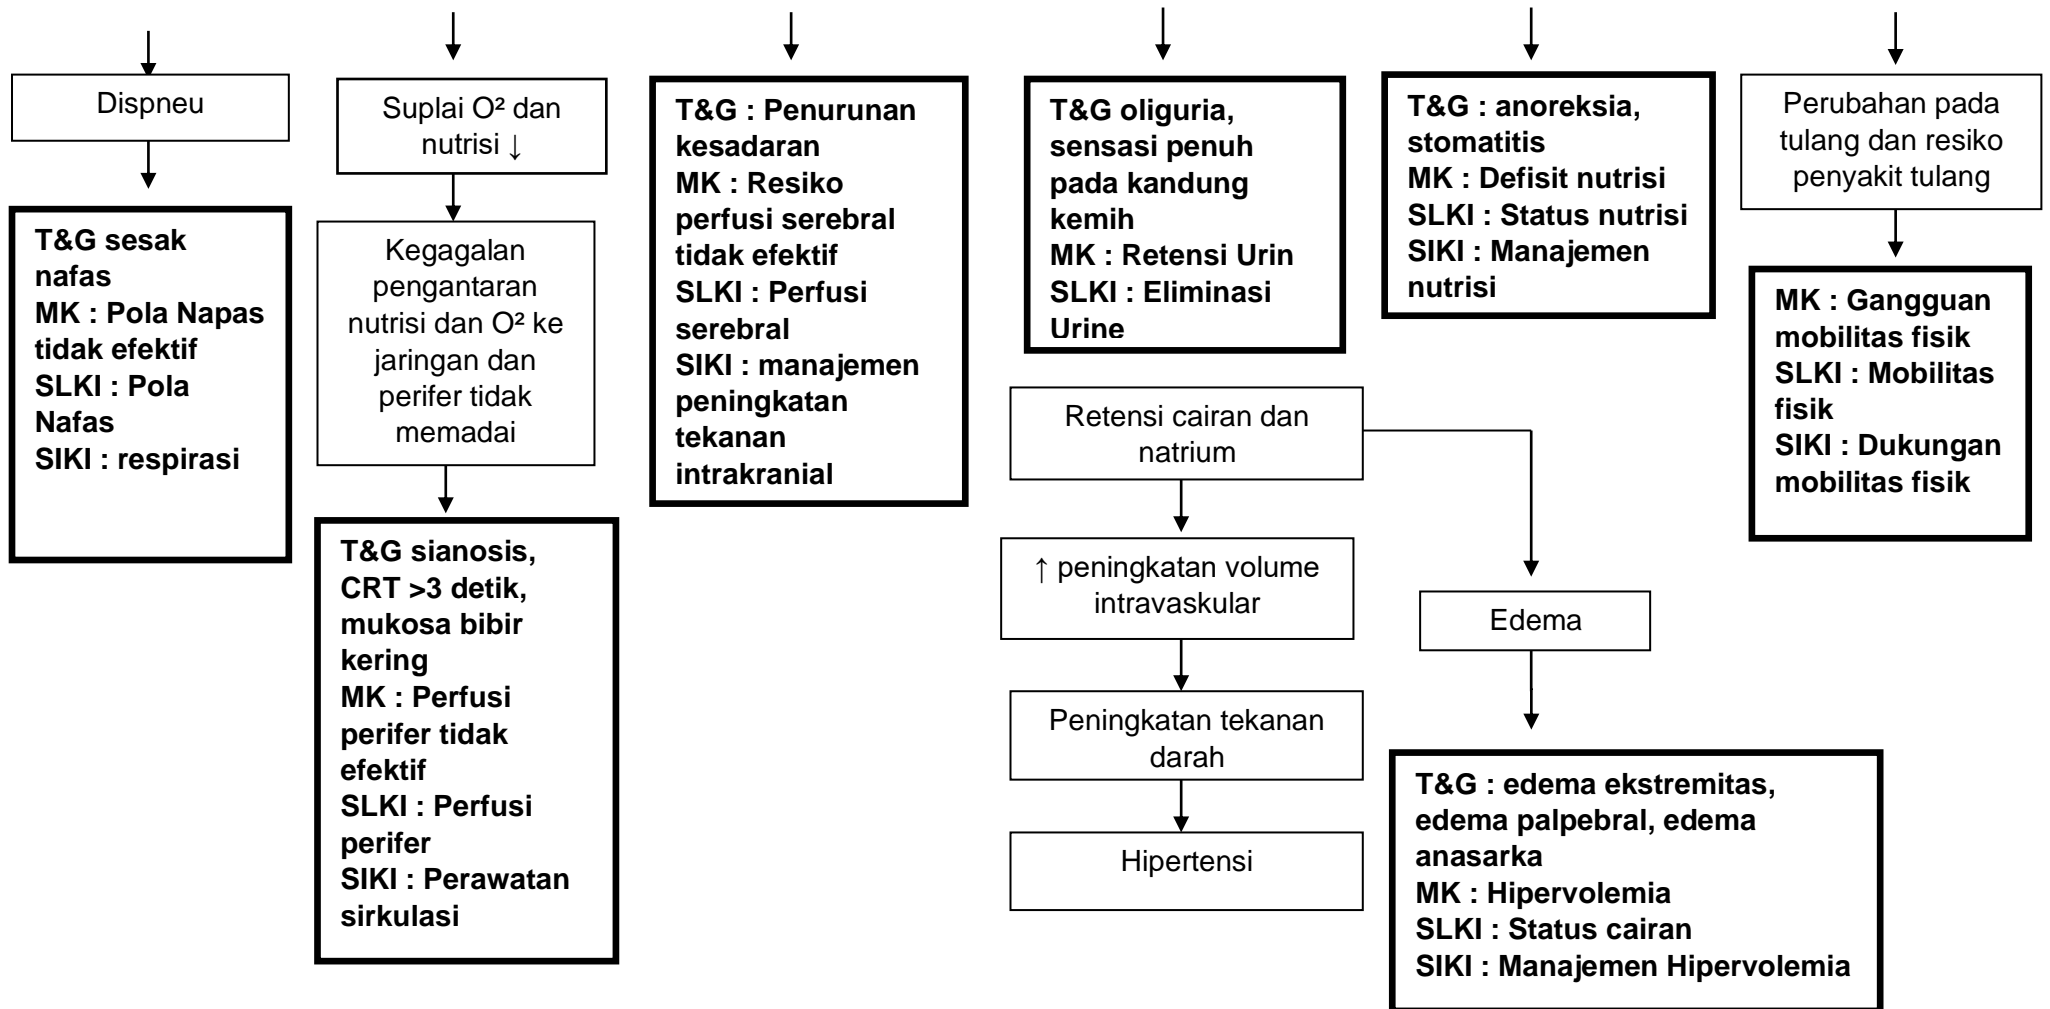 Dispneu
T&G sesak
nafas
MK : Pola Napas
tidak efektif
SLKI : Pola
Nafas
SIKI : respirasi
Suplai O² dan
nutrisi ↓
Kegagalan
pengantaran
nutrisi dan O² ke
jaringan dan
perifer tidak
memadai
T&G sianosis,
CRT >3 detik,
mukosa bibir
kering
MK : Perfusi
perifer tidak
efektif
SLKI : Perfusi
perifer
SIKI : Perawatan
sirkulasi
T&G : Penurunan
kesadaran
MK : Resiko
perfusi serebral
tidak efektif
SLKI : Perfusi
serebral
SIKI : manajemen
peningkatan
tekanan
intrakranial
T&G oliguria,
sensasi penuh
pada kandung
kemih
MK : Retensi Urin
SLKI : Eliminasi
Urine
Retensi cairan dan
natrium
↑ peningkatan volume
intravaskular
Peningkatan tekanan
darah
Hipertensi
T&G : anoreksia,
stomatitis
MK : Defisit nutrisi
SLKI : Status nutrisi
SIKI : Manajemen
nutrisi
Edema
T&G : edema ekstremitas,
edema palpebral, edema
anasarka
MK : Hipervolemia
SLKI : Status cairan
SIKI : Manajemen Hipervolemia
Perubahan pada
tulang dan resiko
penyakit tulang
MK : Gangguan
mobilitas fisik
SLKI : Mobilitas
fisik
SIKI : Dukungan
mobilitas fisik